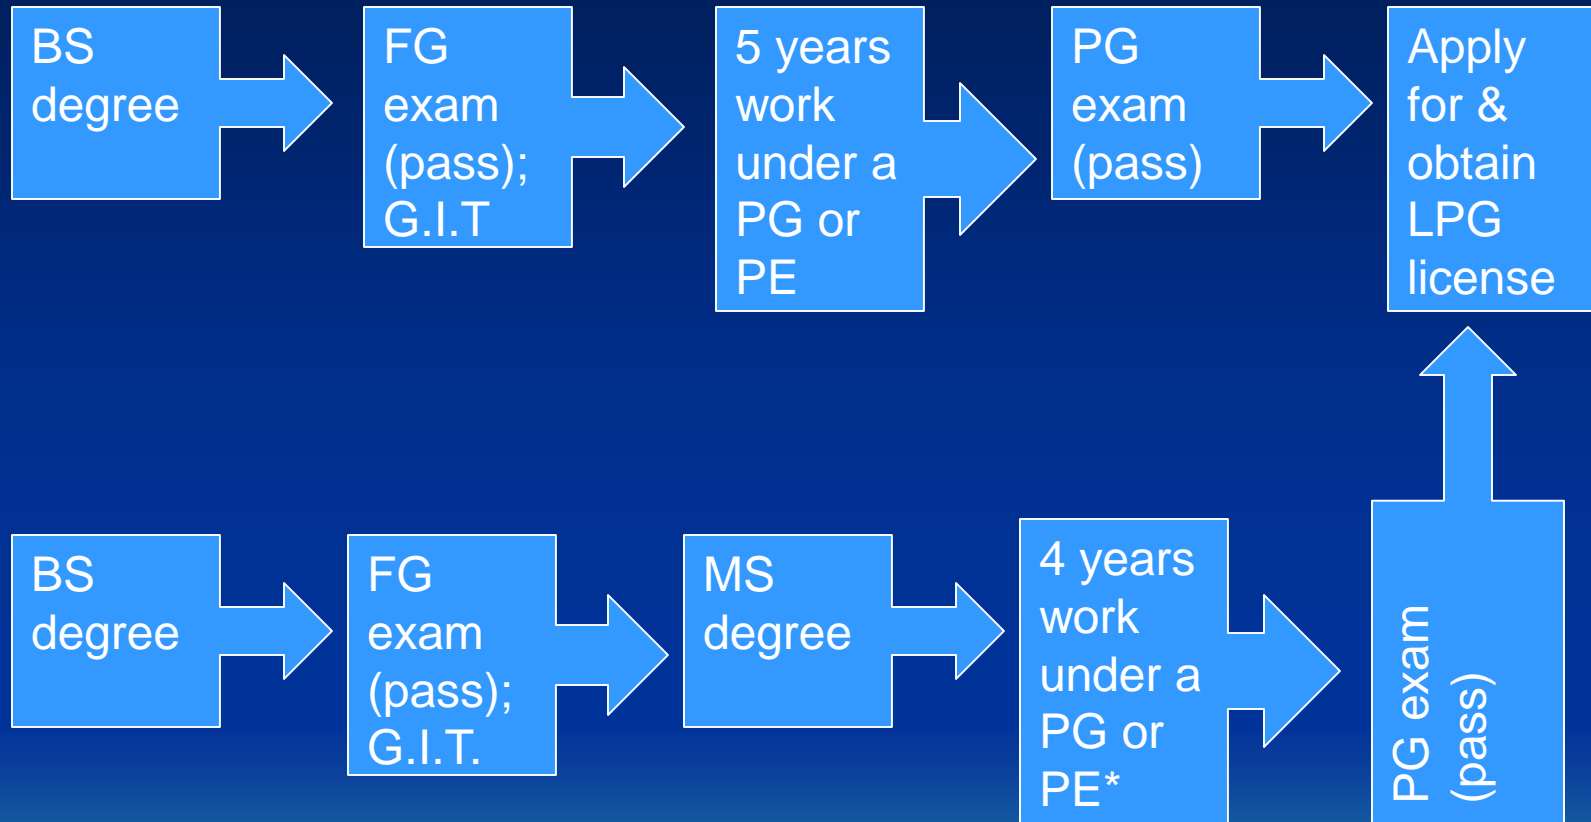 BS
degree
FG
exam
(pass);
G.I.T
5 years
work
under a
PG or
PE
PG
exam
(pass)
Apply
for &
obtain
LPG
license
BS
degree
FG
exam
(pass);
G.I.T.
MS
degree
4 years
work
under a
PG or
PE*
PG exam
(pass)